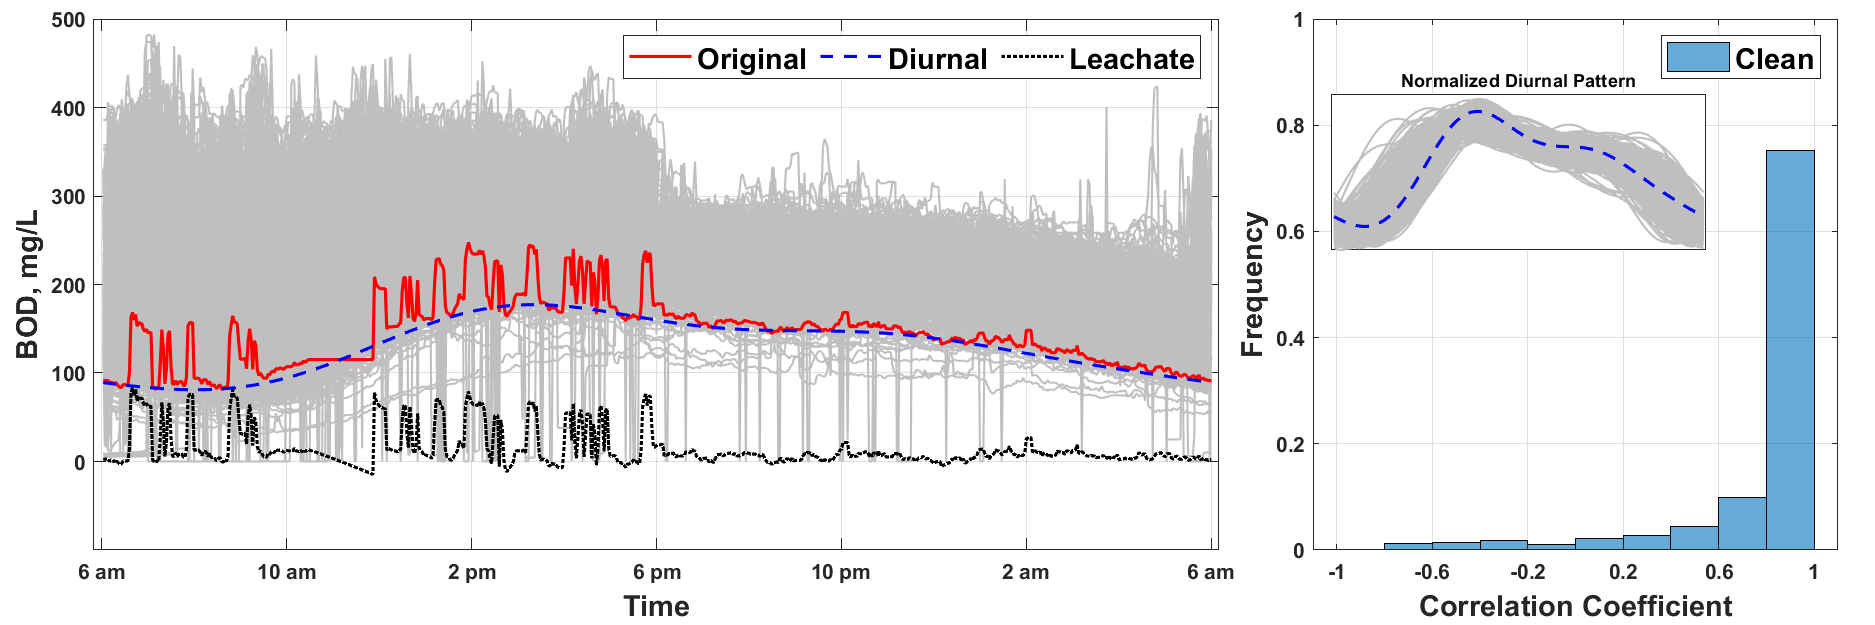 500
400
300
200
100
0
BOD, mg/L
Original Diurnal Leachate
6 am 10 am 2 pm 6 pm 10 pm 2 am 6 am
Time
1
0.8
0.6
0.4
0.2
0
Frequency
Clean
Normalized Diurnal Pattern
-1 -0.6 -0.2 0.2 0.6 1
Correlation Coefficient